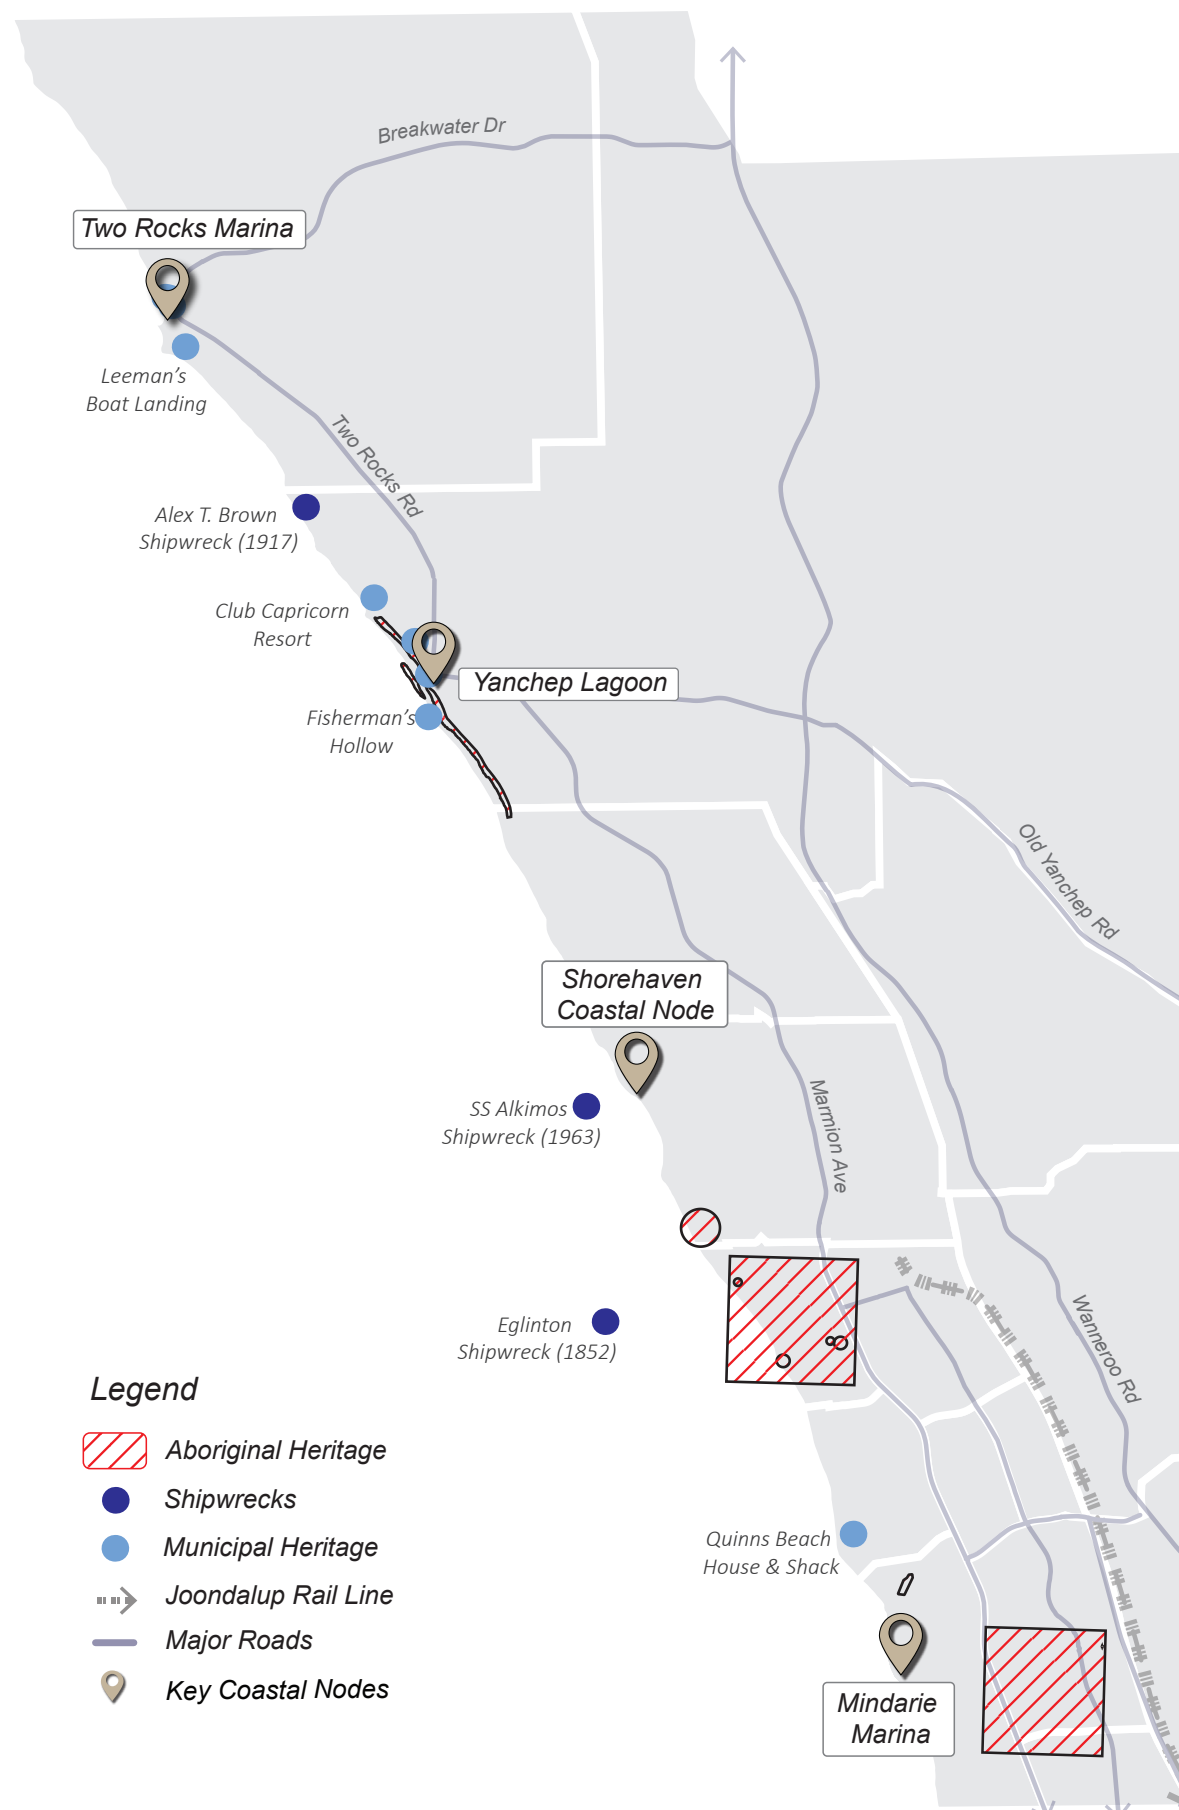 Breakwater Dr
Two Rocks Marina
Leeman's
Boat Landing
Two Rocks Rd
Alex T. Brown
Shipwreck (1917)
Club Capricorn
Resort
Yanchep Lagoon
Fisherman's
Hollow
Old Yanchep Rd
Shorehaven
Coastal Node
SS Alkimos
Shipwreck (1963)
Marmion Ave
Eglinton
Shipwreck (1852)
Wanneroo Rd
Legend
Aboriginal Heritage
Shipwrecks
Municipal Heritage
Joondalup Rail Line
Major Roads
Key Coastal Nodes
Quinns Beach
House & Shack
Mindarie
Marina